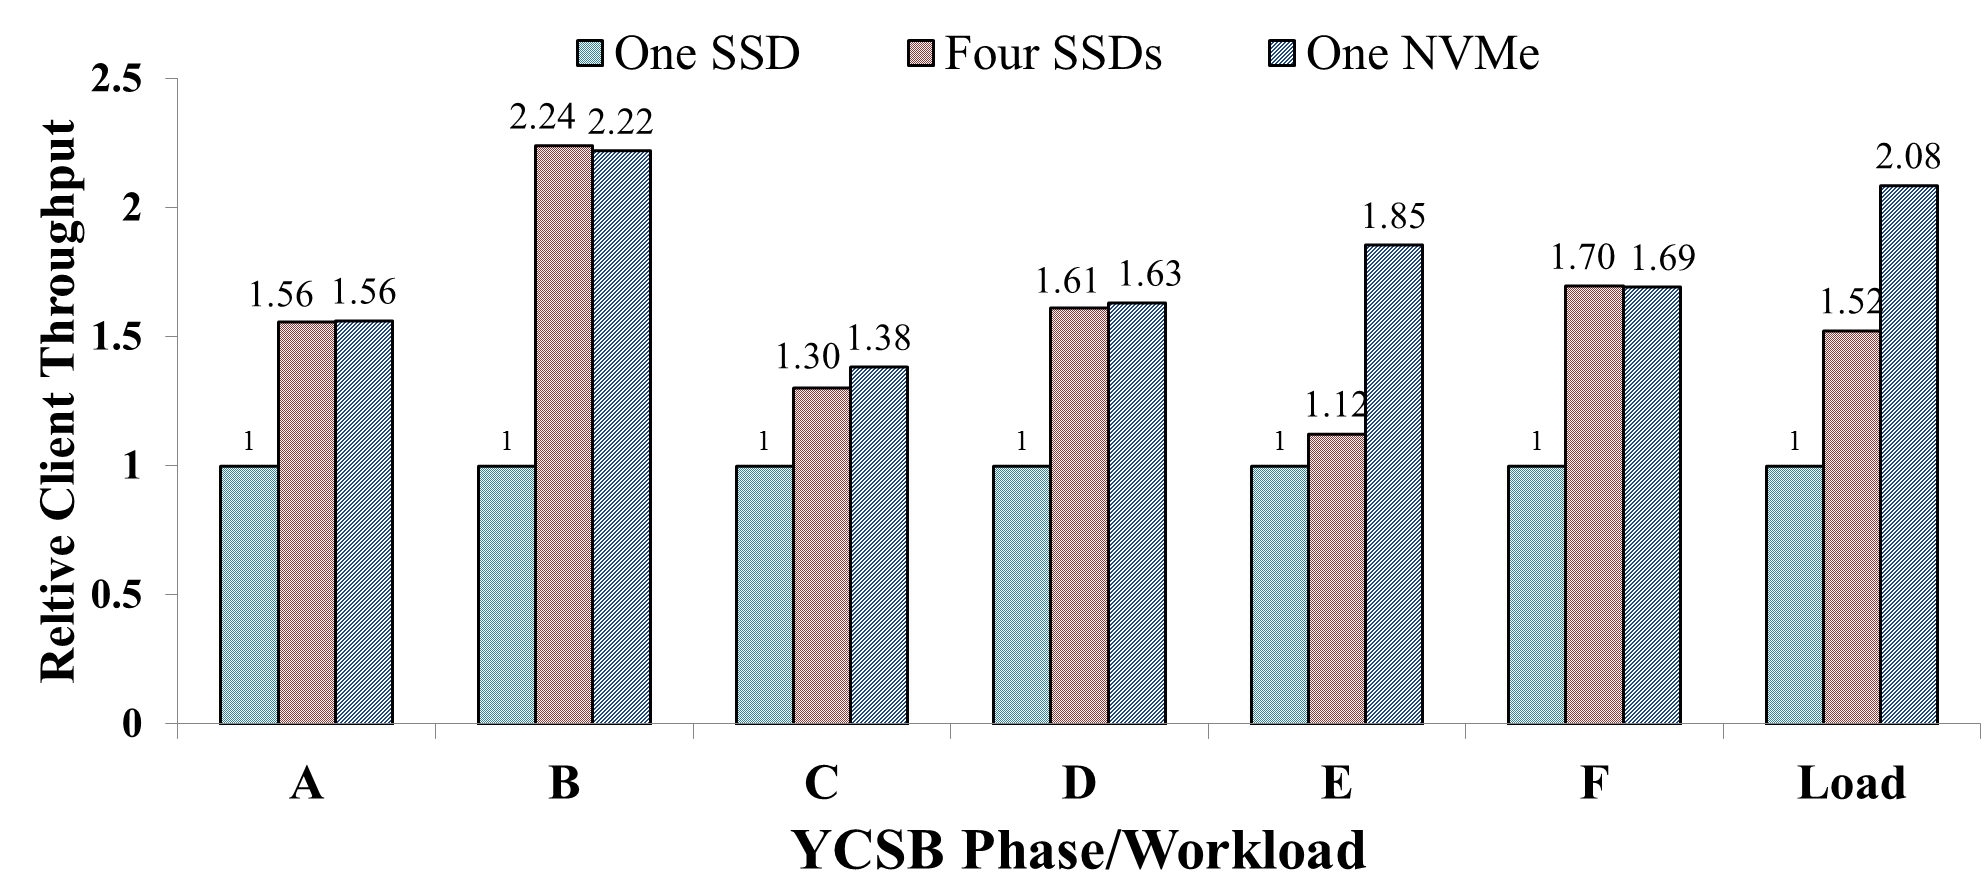 One SSD Four SSDs One NVMe
Reltive Client Throughput
2.5
2
1.5
1
0.5
0
1 1.56 1.56
1 2.24 2.22
1 1.30 1.38
1 1.61 1.63
1 1.12 1.85
1 1.70 1.69
1 1.52 2.08
A B C D E F Load
YCSB Phase/Workload